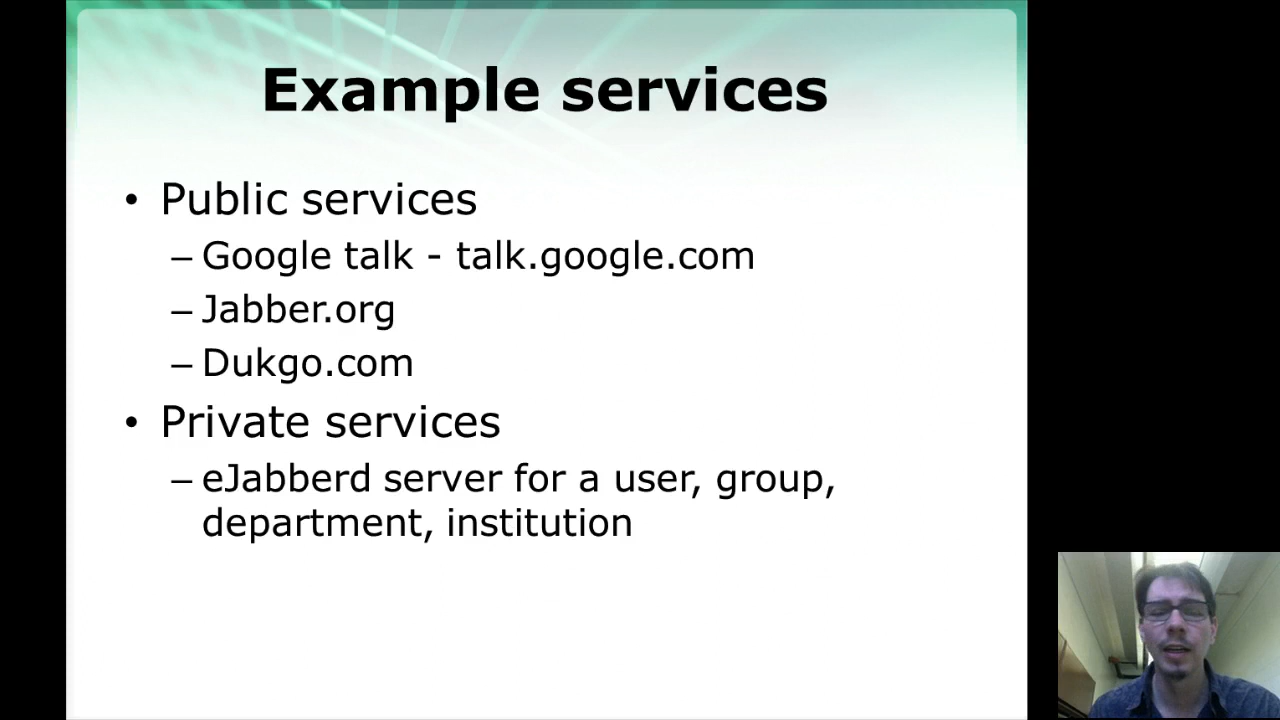 Example services
• Public services
– Google talk - talk.google.com
– Jabber.org
– Dukgo.com
• Private services
– eJabberd server for a user, group,
department, institution